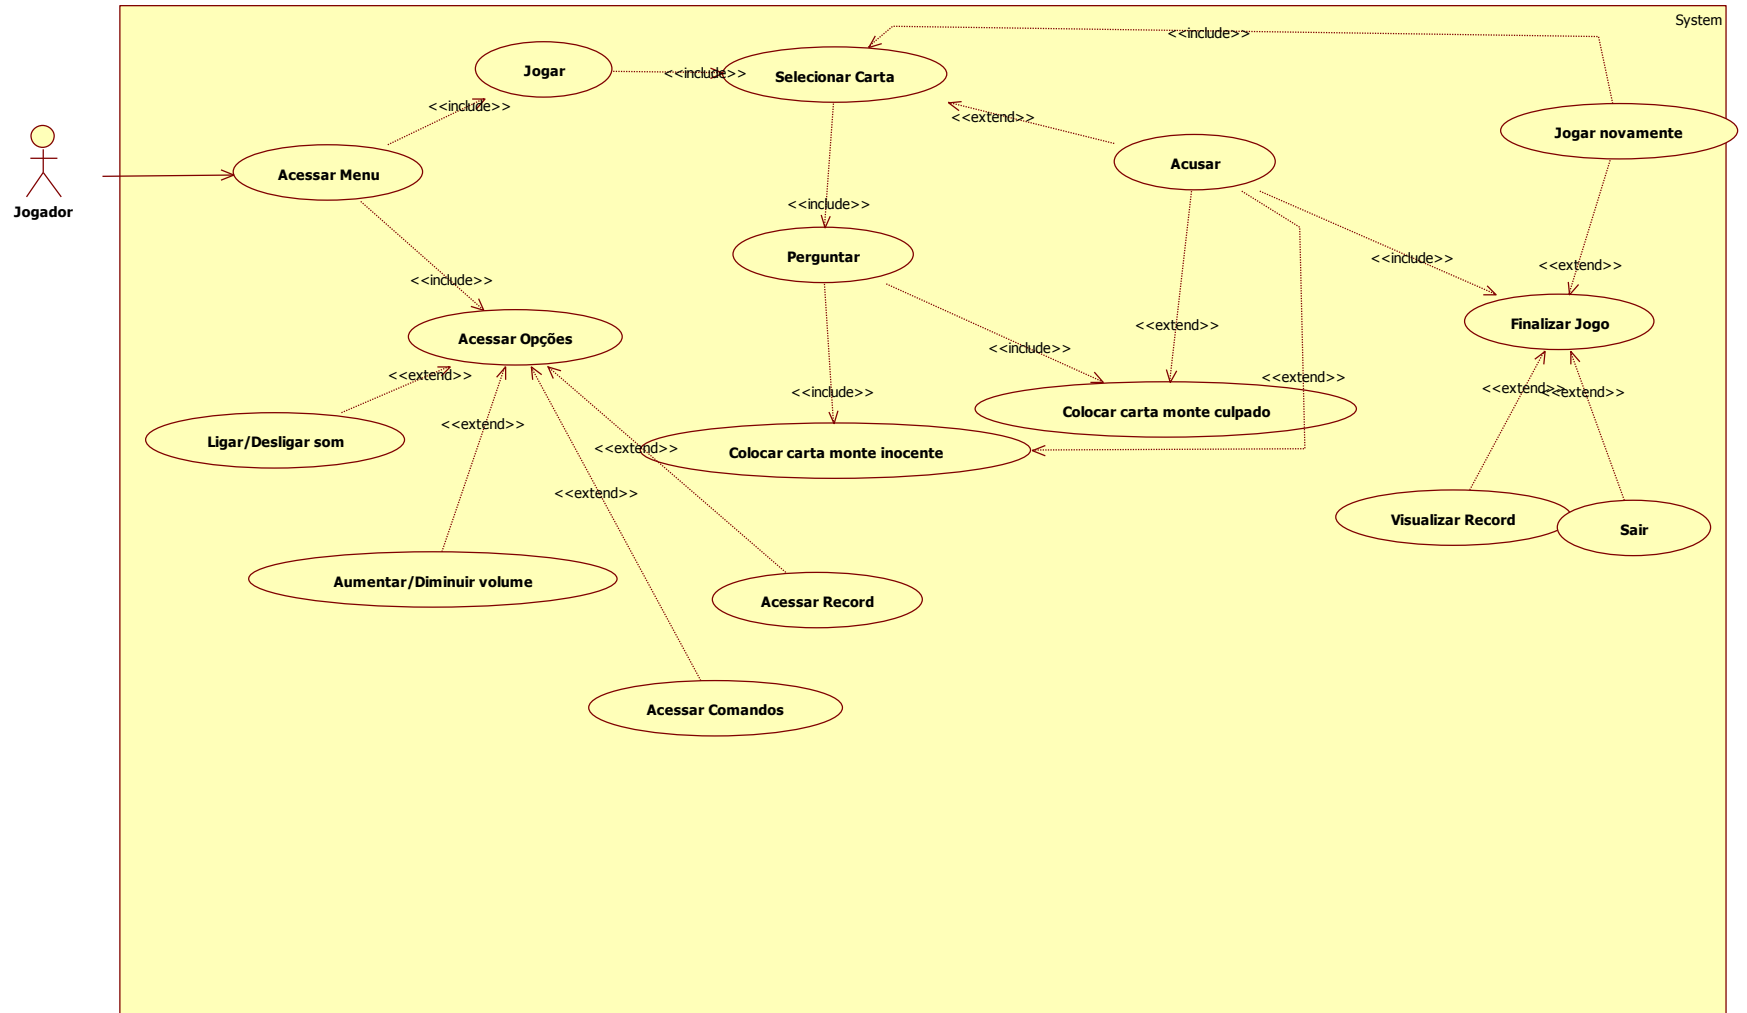 System
<<include>>
Jogar
<<include>>
Selecionar Carta
<<include>>
<<extend>>
Jogar novamente
Acusar
Acessar Menu
Jogador
<<include>>
Perguntar
<<include>>
<<extend>>
<<include>>
Finalizar Jogo
<<extend>>
Acessar Opções
<<include>>
<<extend>>
<<extend>>
<<extend>>
<<extend>>
<<include>>
Colocar carta monte culpado
<<extend>>
Ligar/Desligar som
<<extend>>
Colocar carta monte inocente
<<extend>>
Visualizar Record
Sair
Aumentar/Diminuir volume
Acessar Record
Acessar Comandos